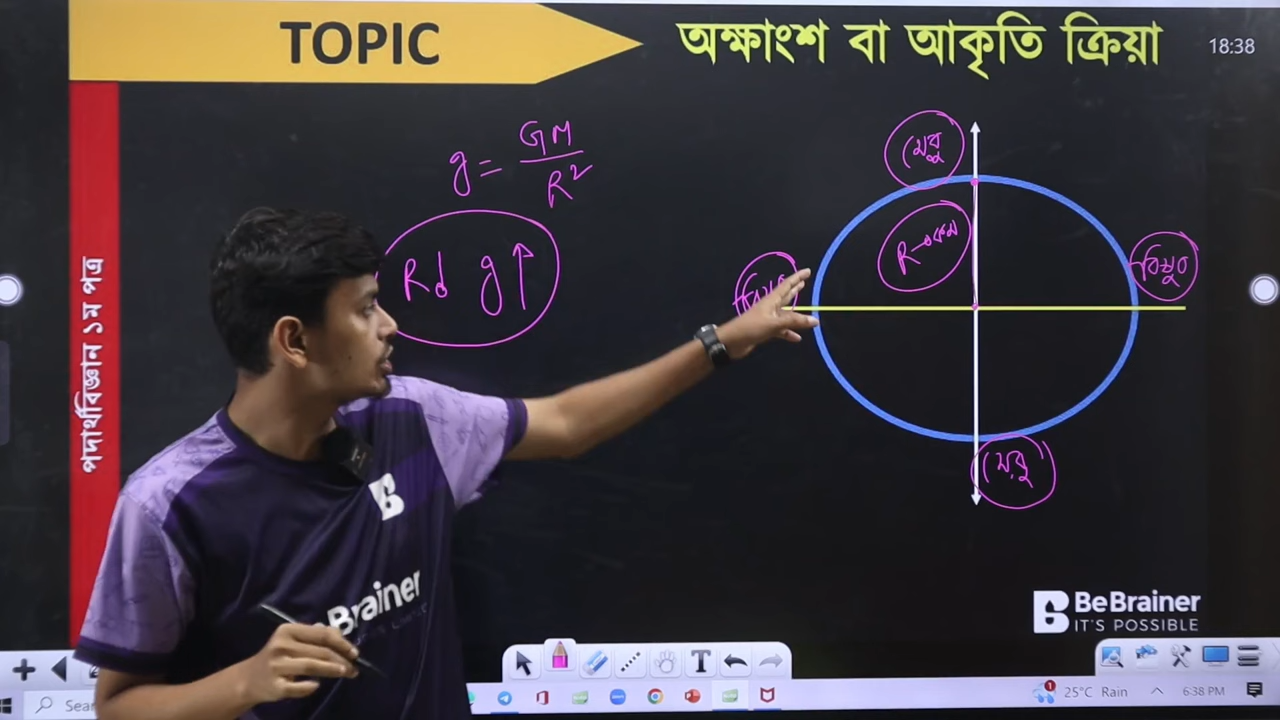 TOPIC
অক্ষাংশ বা আকৃতি ক্রিয়া
18:38
পদার্থবিজ্ঞান ১ম পত্র
g = GM / R²
R↓ g↑
মেরু
R→কম
বিষুব
মেরু
B
Brainer
BeBrainer
IT'S POSSIBLE
T
Sear
25°C Rain
6:38 PM